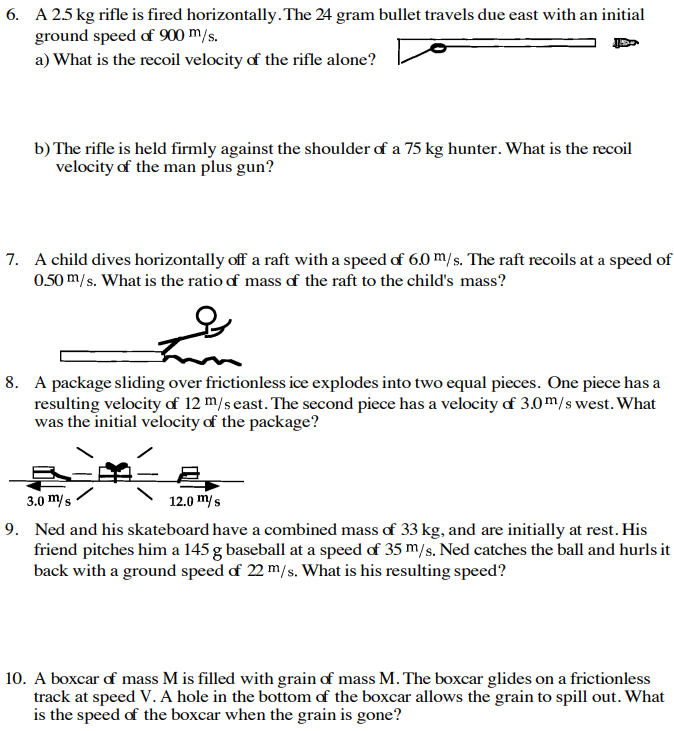 6. A 2.5 kg rifle is fired horizontally. The 24 gram bullet travels due east with an initial
ground speed of 900 m/s.
a) What is the recoil velocity of the rifle alone?
b) The rifle is held firmly against the shoulder of a 75 kg hunter. What is the recoil
velocity of the man plus gun?
7. A child dives horizontally off a raft with a speed of 6.0 m/s. The raft recoils at a speed of
0.50 m/s. What is the ratio of mass of the raft to the child's mass?
8. A package sliding over frictionless ice explodes into two equal pieces. One piece has a
resulting velocity of 12 m/s east. The second piece has a velocity of 3.0 m/s west. What
was the initial velocity of the package?
3.0 m/s 12.0 m/s
9. Ned and his skateboard have a combined mass of 33 kg, and are initially at rest. His
friend pitches him a 145 g baseball at a speed of 35 m/s. Ned catches the ball and hurls it
back with a ground speed of 22 m/s. What is his resulting speed?
10. A boxcar of mass M is filled with grain of mass M. The boxcar glides on a frictionless
track at speed V. A hole in the bottom of the boxcar allows the grain to spill out. What
is the speed of the boxcar when the grain is gone?